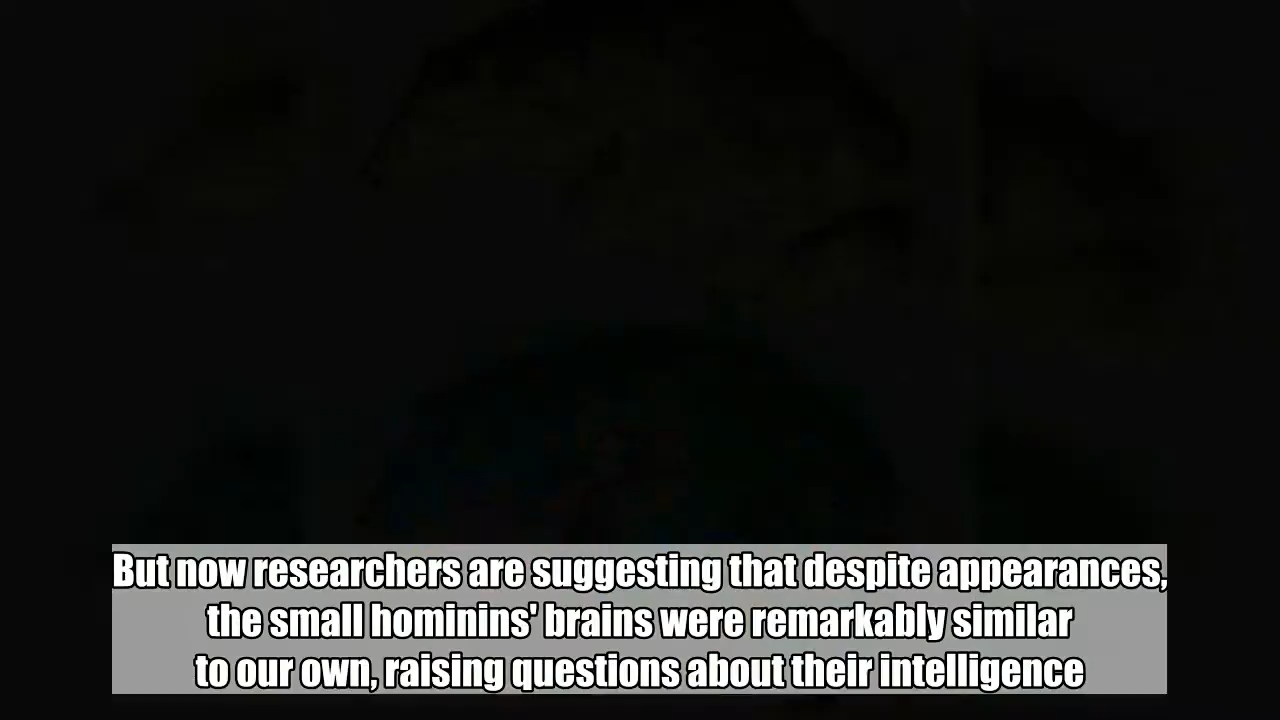 But now researchers are suggesting that despite appearances,
the small hominins' brains were remarkably similar
to our own, raising questions about their intelligence